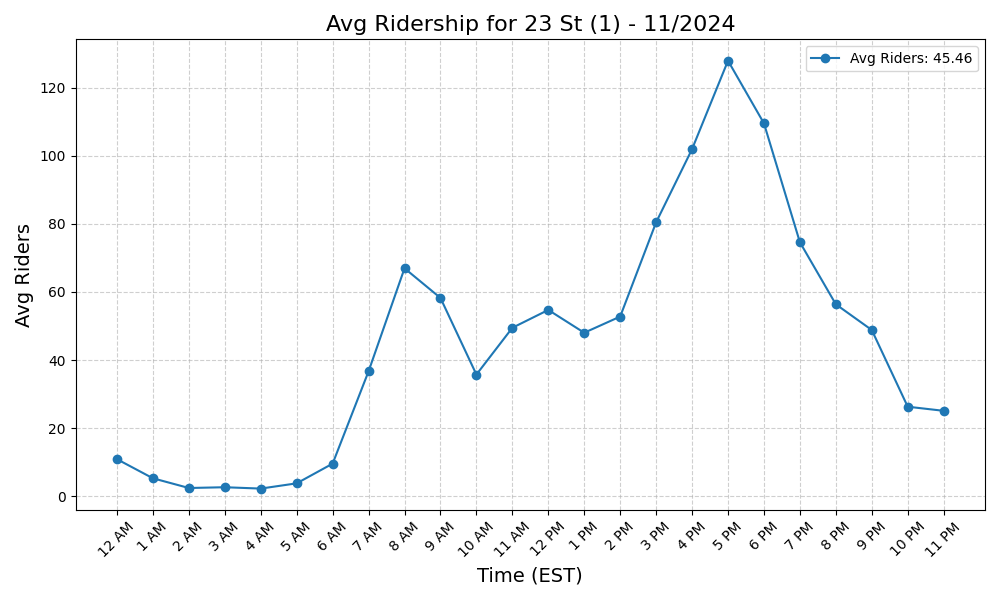 Avg Ridership for 23 St (1) - 11/2024
Avg Riders: 45.46
Avg Riders
120
100
80
60
40
20
0
12 AM
1 AM
2 AM
3 AM
4 AM
5 AM
6 AM
7 AM
8 AM
9 AM
10 AM
11 AM
12 PM
1 PM
2 PM
3 PM
4 PM
5 PM
6 PM
7 PM
8 PM
9 PM
10 PM
11 PM
Time (EST)